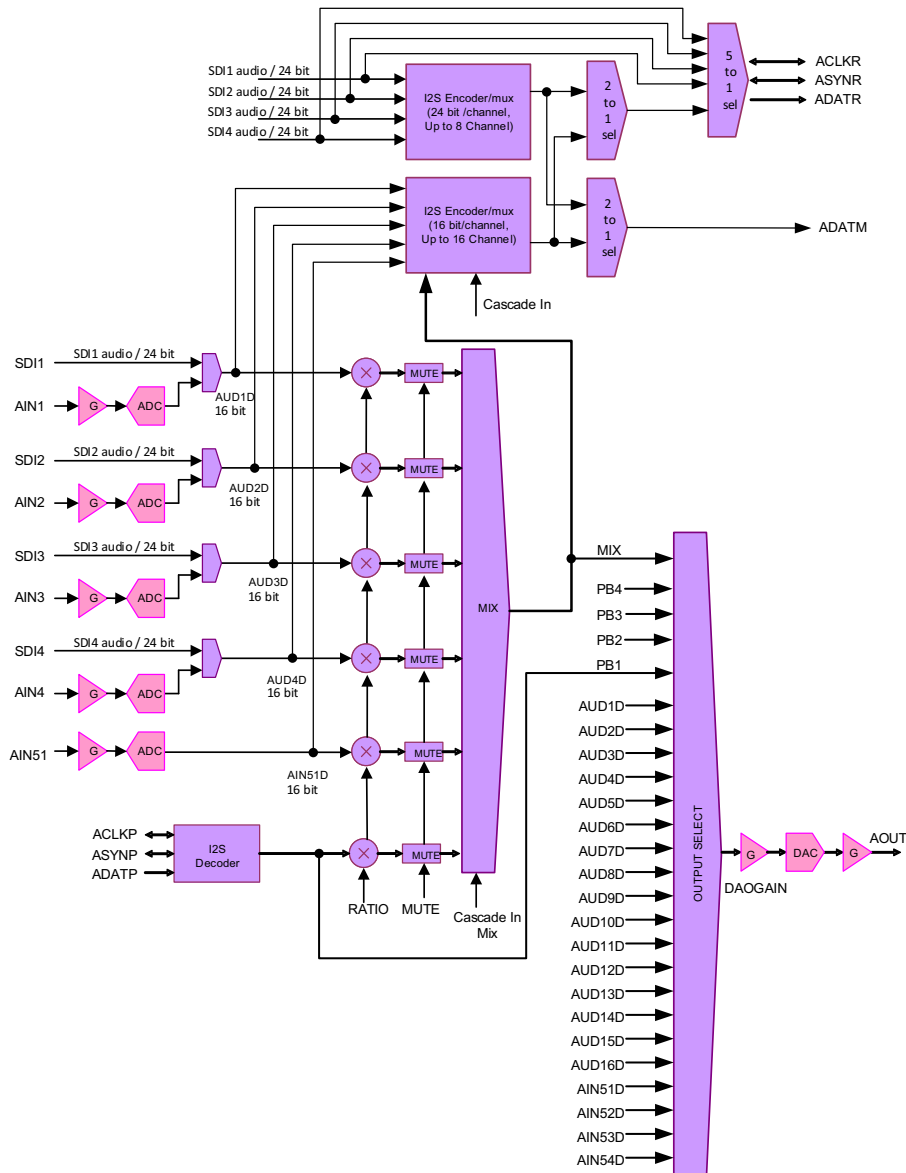 SDI1 audio / 24 bit
SDI2 audio / 24 bit
SDI3 audio / 24 bit
SDI4 audio / 24 bit
I2S Encoder/mux
(24 bit /channel,
Up to 8 Channel)
2
to
1
sel
5
to
1
sel
ACLKR
ASYNR
ADATR
I2S Encoder/mux
(16 bit/channel,
Up to 16 Channel)
2
to
1
sel
ADATM
Cascade In
SDI1
SDI1 audio / 24 bit
AIN1
G
ADC
AUD1D
16 bit
MUTE
SDI2
SDI2 audio / 24 bit
AIN2
G
ADC
AUD2D
16 bit
MUTE
SDI3
SDI3 audio / 24 bit
AIN3
G
ADC
AUD3D
16 bit
MUTE
SDI4
SDI4 audio / 24 bit
AIN4
G
ADC
AUD4D
16 bit
MUTE
AIN51
G
ADC
AIN51D
16 bit
MUTE
ACLKP
ASYNP
ADATP
I2S
Decoder
MUTE
RATIO
MUTE
Cascade In
Mix
MIX
MIX
PB4
PB3
PB2
PB1
AUD1D
AUD2D
AUD3D
AUD4D
AUD5D
AUD6D
AUD7D
AUD8D
AUD9D
AUD10D
AUD11D
AUD12D
AUD13D
AUD14D
AUD15D
AUD16D
AIN51D
AIN52D
AIN53D
AIN54D
OUTPUT SELECT
G
DAOGAIN
DAC
G
AOUT